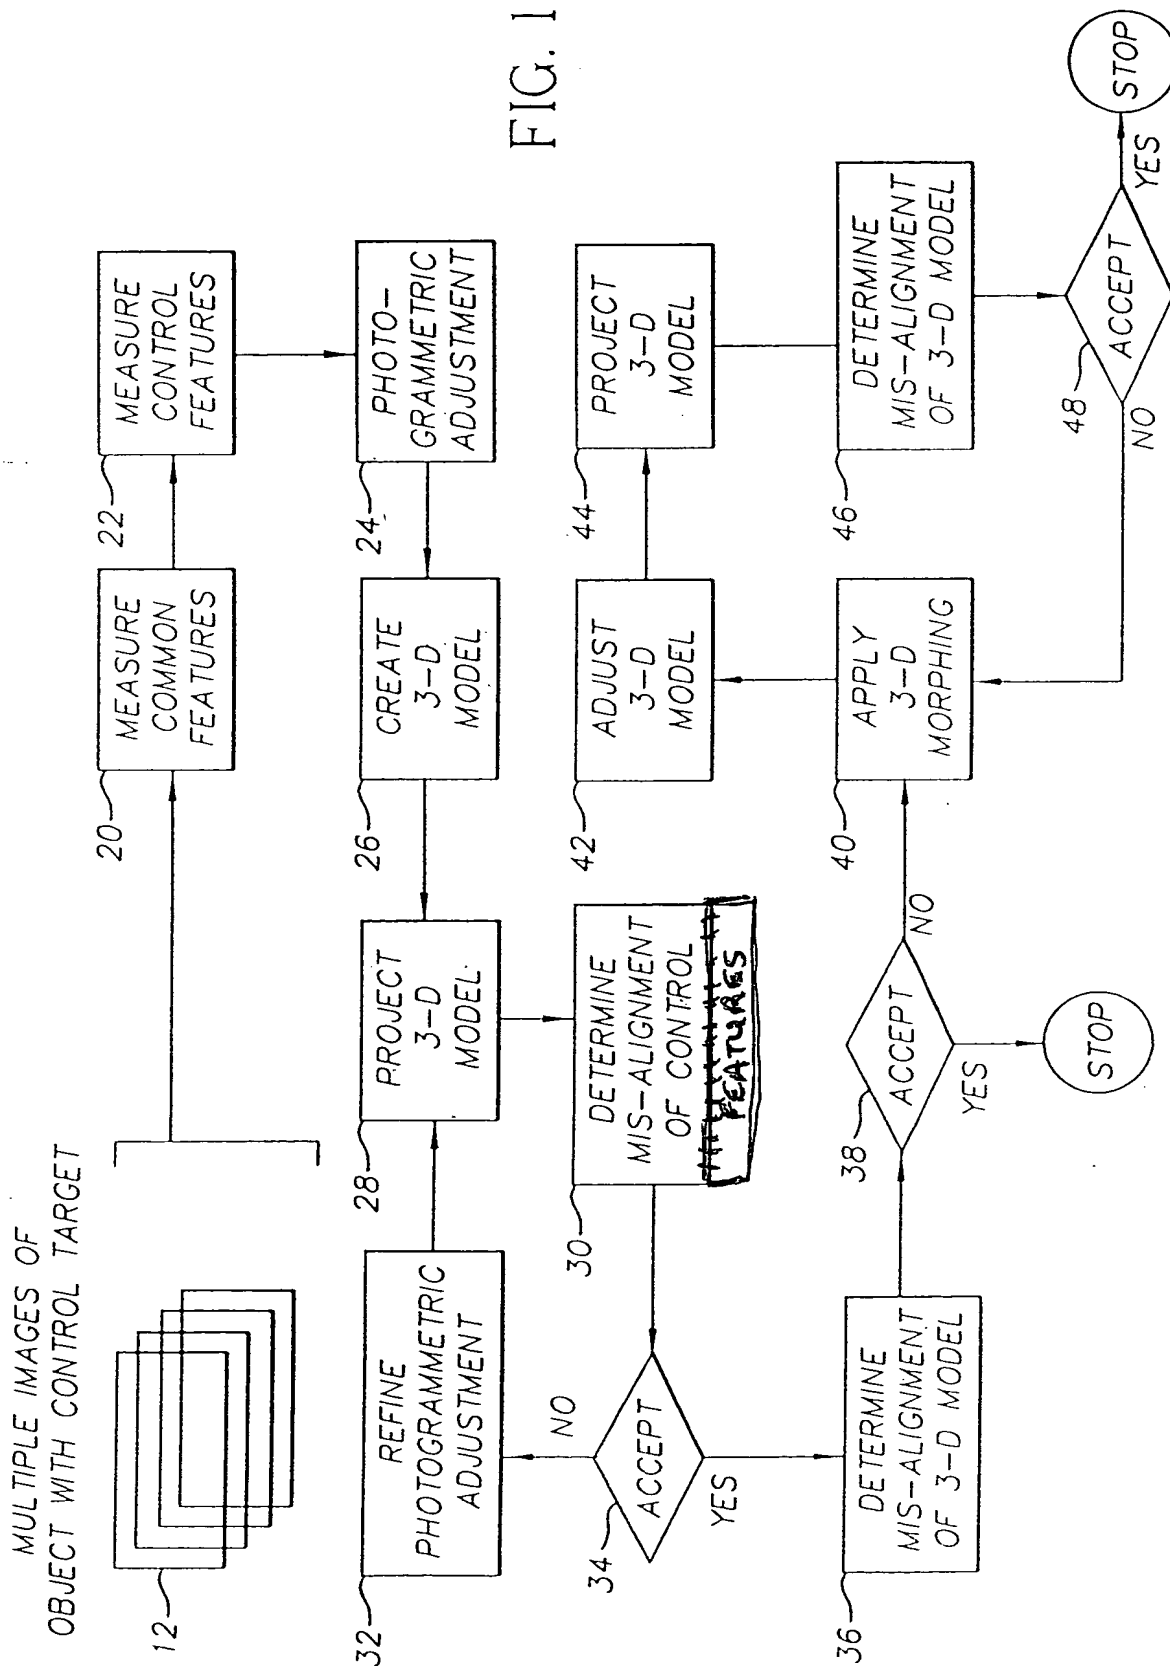 MULTIPLE IMAGES OF
OBJECT WITH CONTROL TARGET
12
20
MEASURE
COMMON
FEATURES
22
MEASURE
CONTROL
FEATURES
24
PHOTO-
GRAMMETRIC
ADJUSTMENT
26
CREATE
3-D
MODEL
28
PROJECT
3-D
MODEL
32
REFINE
PHOTOGRAMMETRIC
ADJUSTMENT
30
DETERMINE
MIS-ALIGNMENT
OF CONTROL
FEATURES
34
ACCEPT
NO
YES
36
DETERMINE
MIS-ALIGNMENT
OF 3-D MODEL
38
ACCEPT
NO
YES
STOP
40
APPLY
3-D
MORPHING
42
ADJUST
3-D
MODEL
44
PROJECT
3-D
MODEL
46
DETERMINE
MIS-ALIGNMENT
OF 3-D MODEL
48
ACCEPT
NO
YES
STOP
FIG. 1